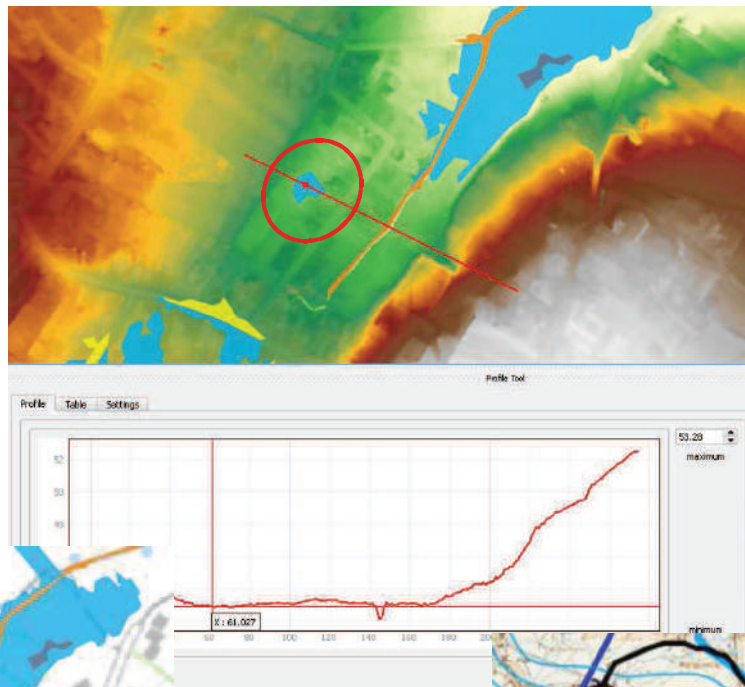 Profile Tool
Profile Table Settings
53.28
maximum
52
50
48
X : 61.027
60 80 100 120 140 160 180
minimum